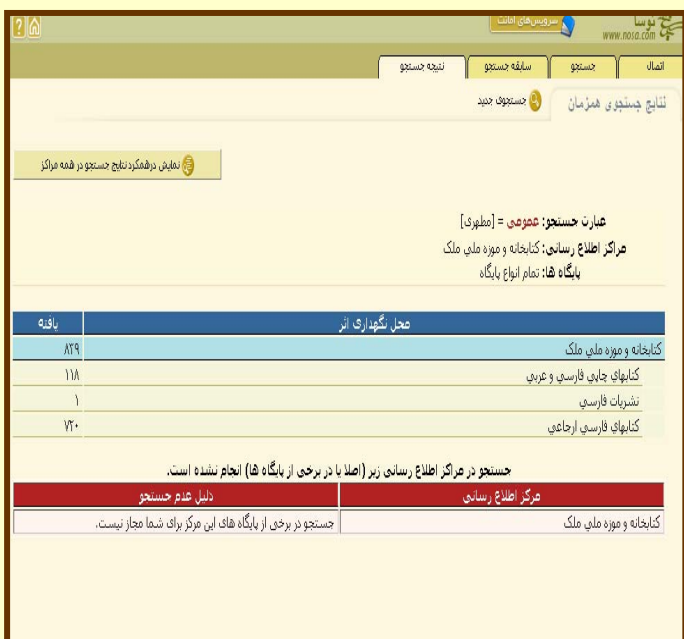 سرویس‌های امانت
نوسا
www.nosa.com
اتصال
جستجو
سابقه جستجو
نتیجه جستجو
نتایج جستجوی همزمان
جستجوی جدید
نمایش درهمکرد نتایج جستجو در همه مراکز
عبارت جستجو: عمومی = [مطهری]
مراکز اطلاع رسانی: کتابخانه و موزه ملي ملک
پایگاه ها: تمام انواع پایگاه
محل نگهداری اثر یافته
کتابخانه و موزه ملي ملک ۸۳۹
کتابهاي چاپي فارسي و عربي ۱۱۸
نشریات فارسي ۱
کتابهاي فارسي ارجاعي ۷۲۰
جستجو در مراکز اطلاع رسانی زیر (اصلا یا در برخی از پایگاه ها) انجام نشده است.
مرکز اطلاع رسانی دلیل عدم جستجو
کتابخانه و موزه ملي ملک جستجو در برخی از پایگاه های این مرکز برای شما مجاز نیست.